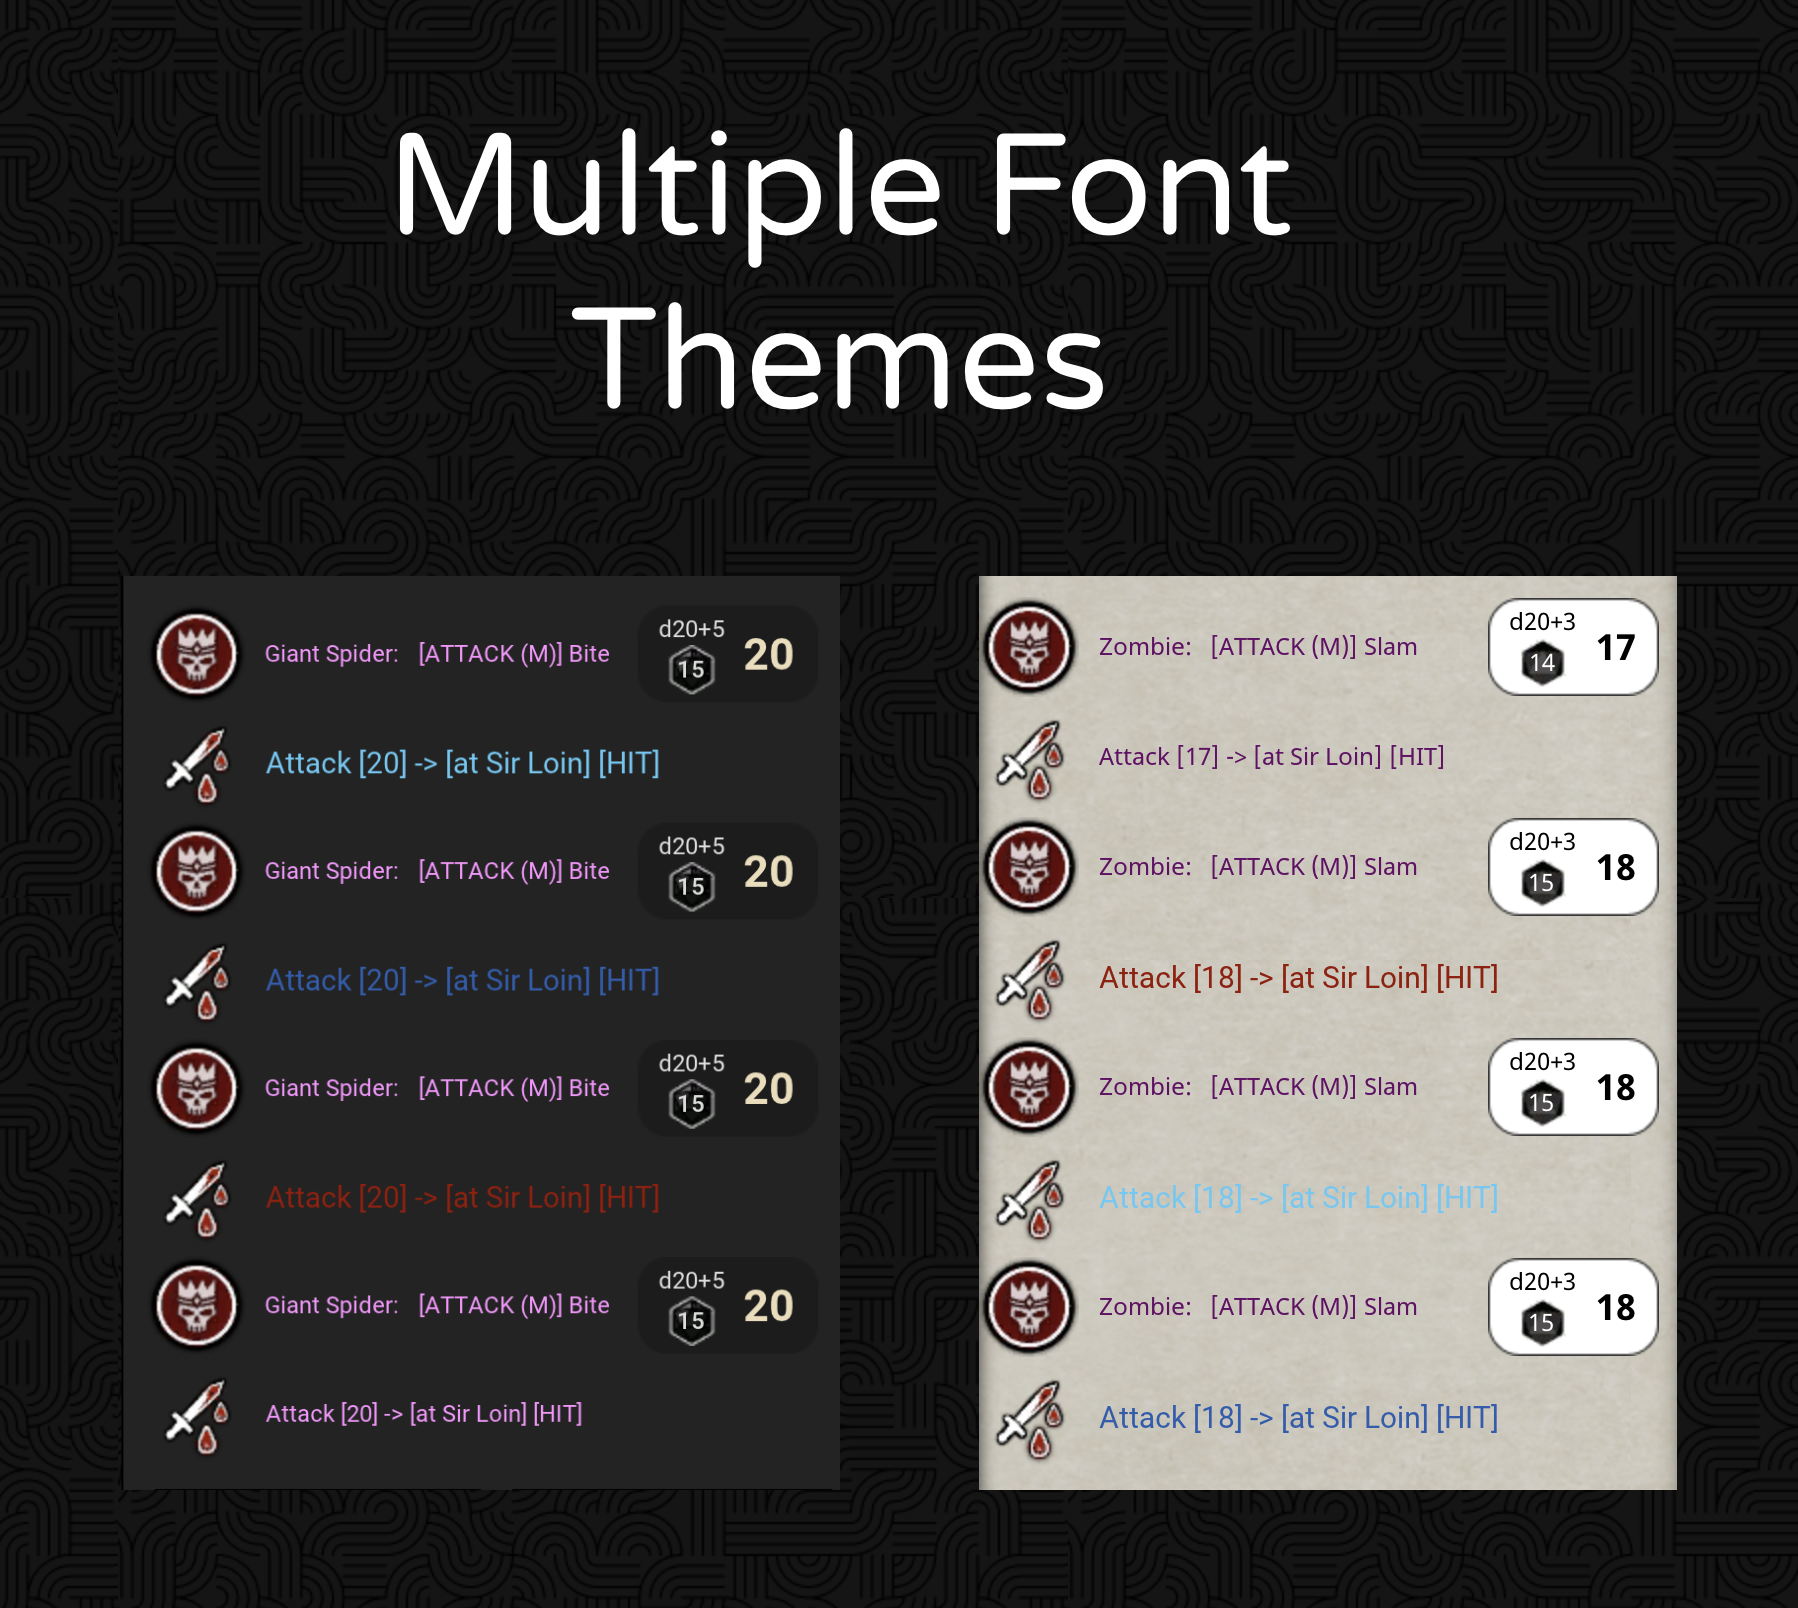 Multiple Font
Themes
Giant Spider: [ATTACK (M)] Bite
d20+5
15
20
Attack [20] -> [at Sir Loin] [HIT]
Giant Spider: [ATTACK (M)] Bite
d20+5
15
20
Attack [20] -> [at Sir Loin] [HIT]
Giant Spider: [ATTACK (M)] Bite
d20+5
15
20
Attack [20] -> [at Sir Loin] [HIT]
Giant Spider: [ATTACK (M)] Bite
d20+5
15
20
Attack [20] -> [at Sir Loin] [HIT]
Zombie: [ATTACK (M)] Slam
d20+3
14
17
Attack [17] -> [at Sir Loin] [HIT]
Zombie: [ATTACK (M)] Slam
d20+3
15
18
Attack [18] -> [at Sir Loin] [HIT]
Zombie: [ATTACK (M)] Slam
d20+3
15
18
Attack [18] -> [at Sir Loin] [HIT]
Zombie: [ATTACK (M)] Slam
d20+3
15
18
Attack [18] -> [at Sir Loin] [HIT]